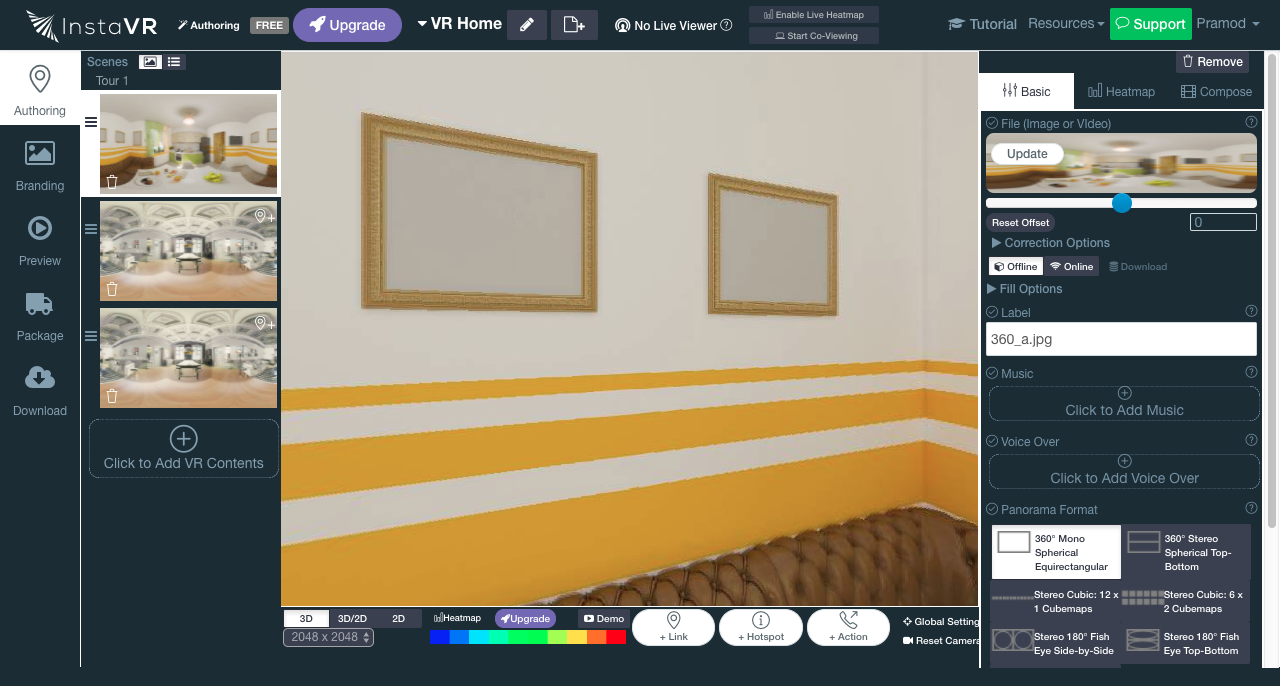 InstaVR
Authoring
FREE
Upgrade
VR Home
No Live Viewer
Enable Live Heatmap
Start Co-Viewing
Tutorial
Resources
Support
Pramod
Authoring
Branding
Preview
Package
Download
Scenes
Tour 1
Click to Add VR Contents
3D
3D/2D
2D
Heatmap
Upgrade
Demo
2048 x 2048
+ Link
+ Hotspot
+ Action
Global Setting
Reset Camera
Remove
Basic
Heatmap
Compose
File (Image or VIdeo)
Update
Reset Offset
0
Correction Options
Offline
Online
Download
Fill Options
Label
360_a.jpg
Music
Click to Add Music
Voice Over
Click to Add Voice Over
Panorama Format
360° Mono
Spherical
Equirectangular
360° Stereo
Spherical Top-
Bottom
Stereo Cubic: 12 x
1 Cubemaps
Stereo Cubic: 6 x
2 Cubemaps
Stereo 180° Fish
Eye Side-by-Side
Stereo 180° Fish
Eye Top-Bottom